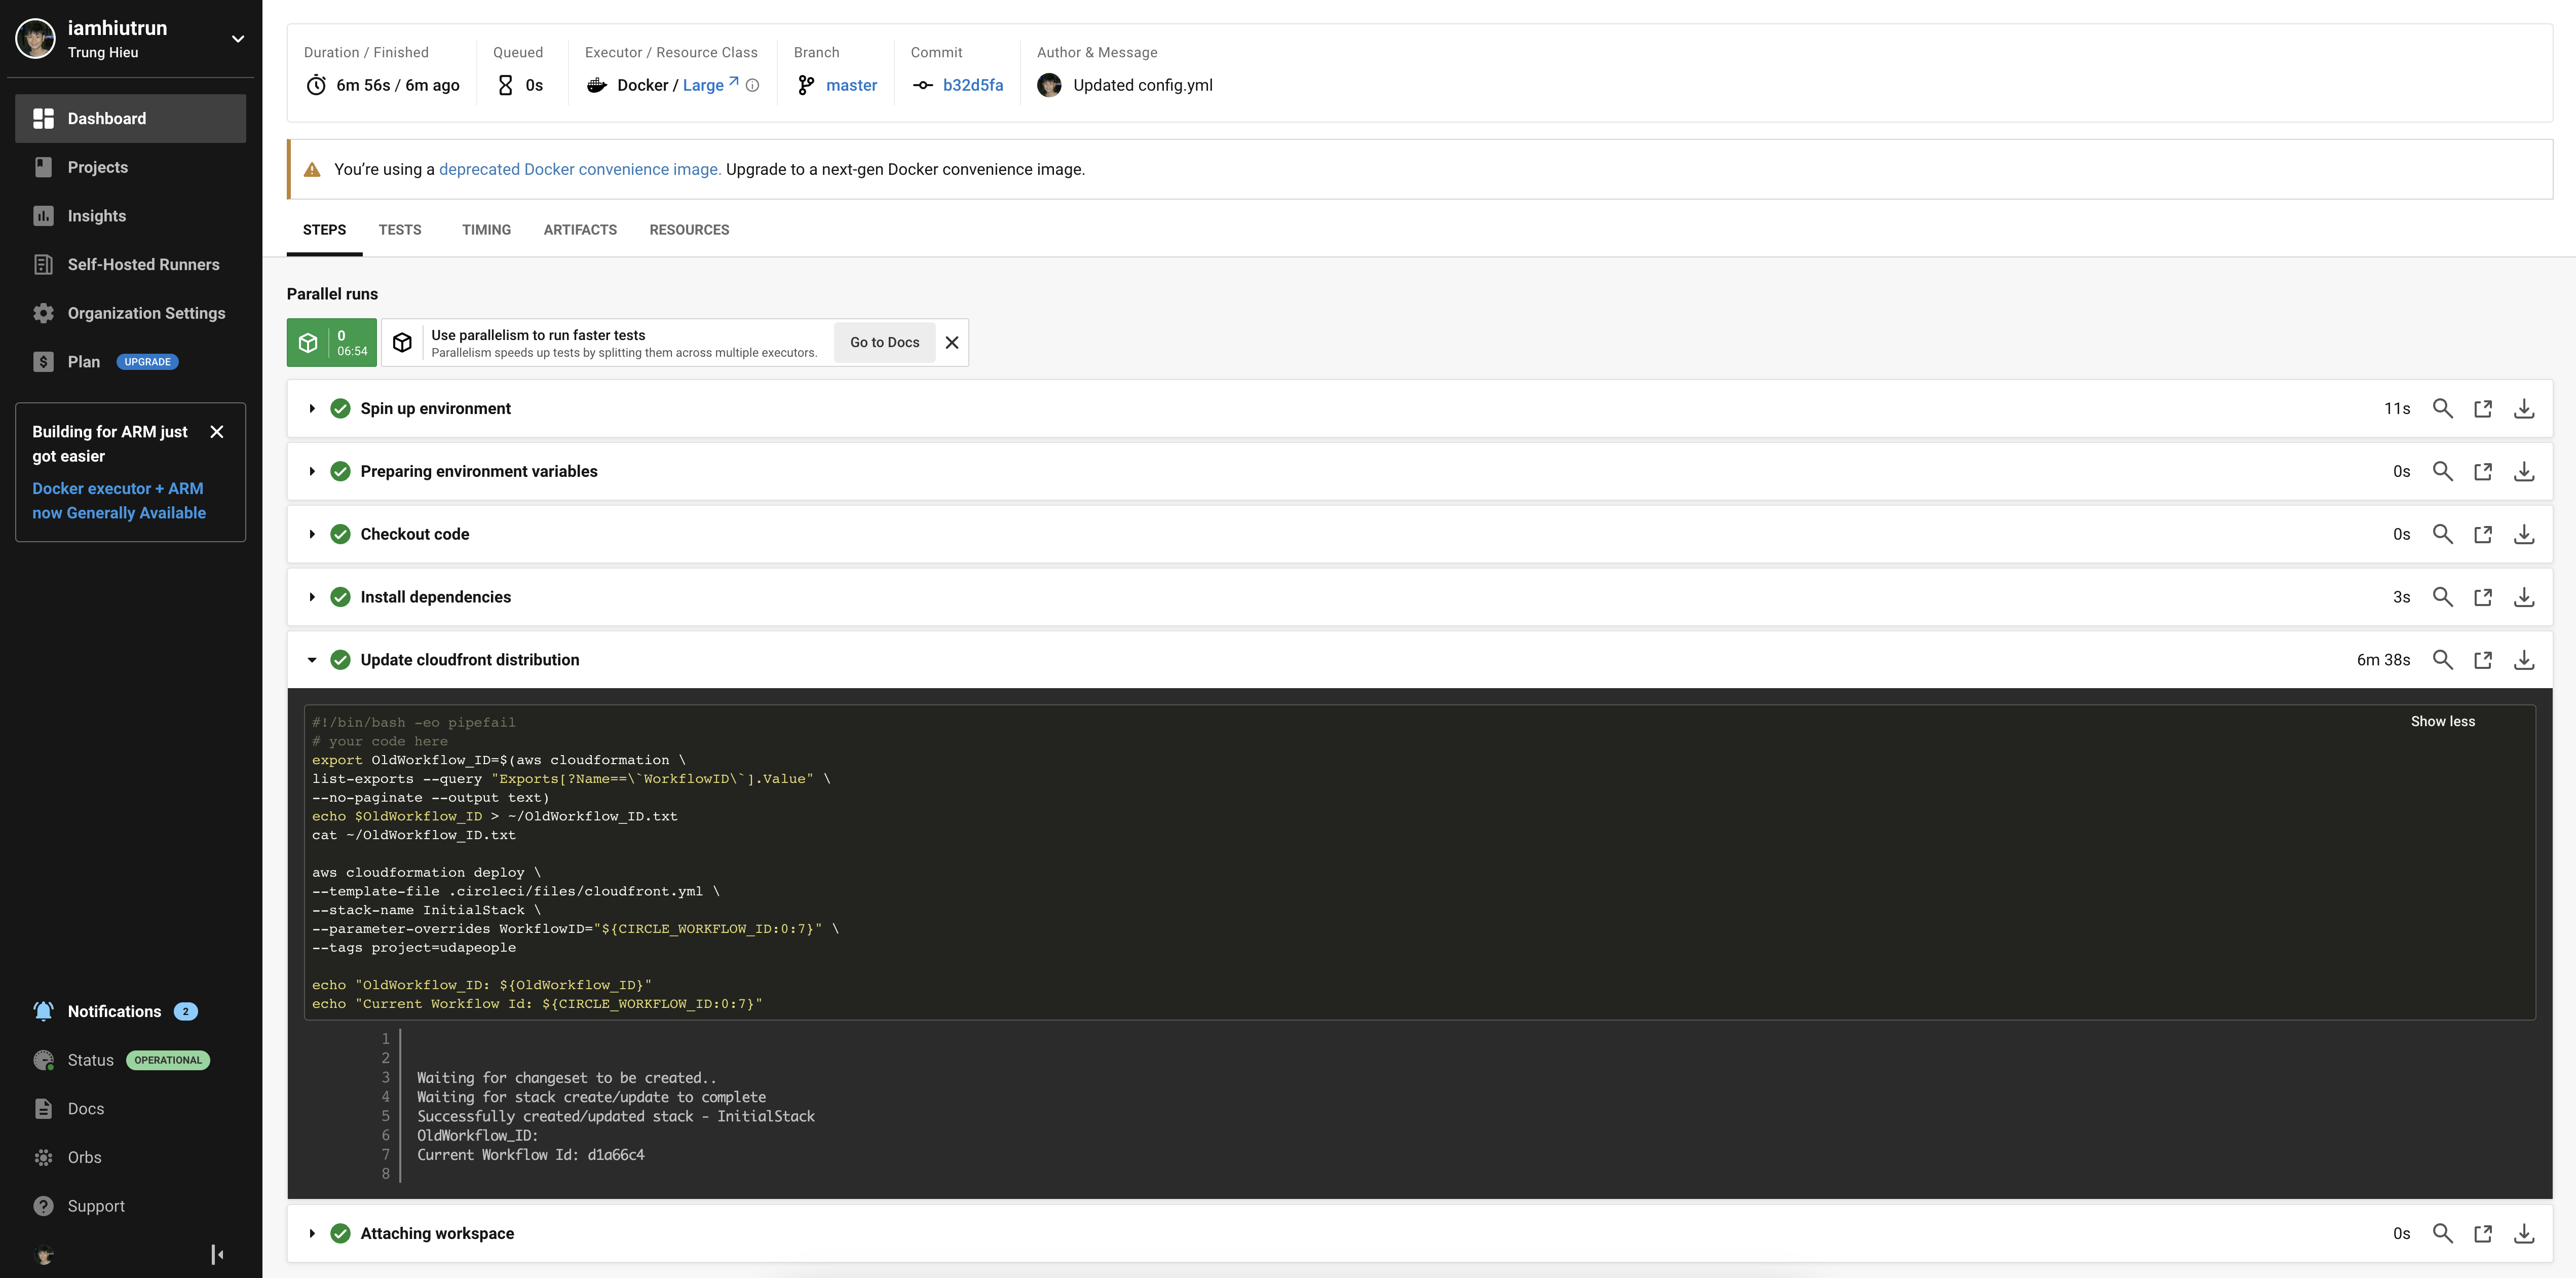 iamhiutrun
Trung Hieu
Dashboard
Projects
Insights
Self-Hosted Runners
Organization Settings
Plan UPGRADE
Building for ARM just
got easier
Docker executor + ARM
now Generally Available
Notifications 2
Status OPERATIONAL
Docs
Orbs
Support
Duration / Finished
6m 56s / 6m ago
Queued
0s
Executor / Resource Class
Docker / Large
Branch
master
Commit
b32d5fa
Author & Message
Updated config.yml
You’re using a deprecated Docker convenience image. Upgrade to a next-gen Docker convenience image.
STEPS TESTS TIMING ARTIFACTS RESOURCES
Parallel runs
0
06:54
Use parallelism to run faster tests
Parallelism speeds up tests by splitting them across multiple executors.
Go to Docs
Spin up environment 11s
Preparing environment variables 0s
Checkout code 0s
Install dependencies 3s
Update cloudfront distribution 6m 38s
Show less
#!/bin/bash -eo pipefail
# your code here
export OldWorkflow_ID=$(aws cloudformation \
list-exports --query "Exports[?Name==\`WorkflowID\`].Value" \
--no-paginate --output text)
echo $OldWorkflow_ID > ~/OldWorkflow_ID.txt
cat ~/OldWorkflow_ID.txt
aws cloudformation deploy \
--template-file .circleci/files/cloudfront.yml \
--stack-name InitialStack \
--parameter-overrides WorkflowID="${CIRCLE_WORKFLOW_ID:0:7}" \
--tags project=udapeople
echo "OldWorkflow_ID: ${OldWorkflow_ID}"
echo "Current Workflow Id: ${CIRCLE_WORKFLOW_ID:0:7}"
1
2
3 Waiting for changeset to be created..
4 Waiting for stack create/update to complete
5 Successfully created/updated stack - InitialStack
6 OldWorkflow_ID:
7 Current Workflow Id: d1a66c4
8
Attaching workspace 0s